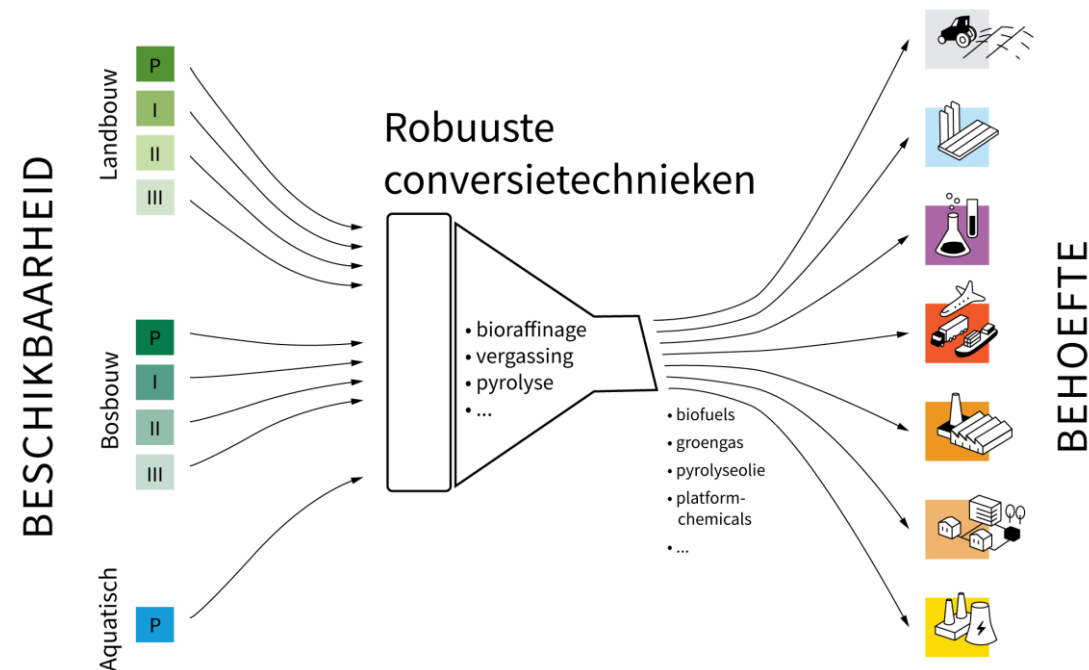 BESCHIKBAARHEID
Landbouw
P
I
II
III
Bosbouw
P
I
II
III
Aquatisch
P
Robuuste
conversietechnieken
• bioraffinage
• vergassing
• pyrolyse
• ...
• biofuels
• groengas
• pyrolyseolie
• platform-
chemicals
• ...
BEHOEFTE